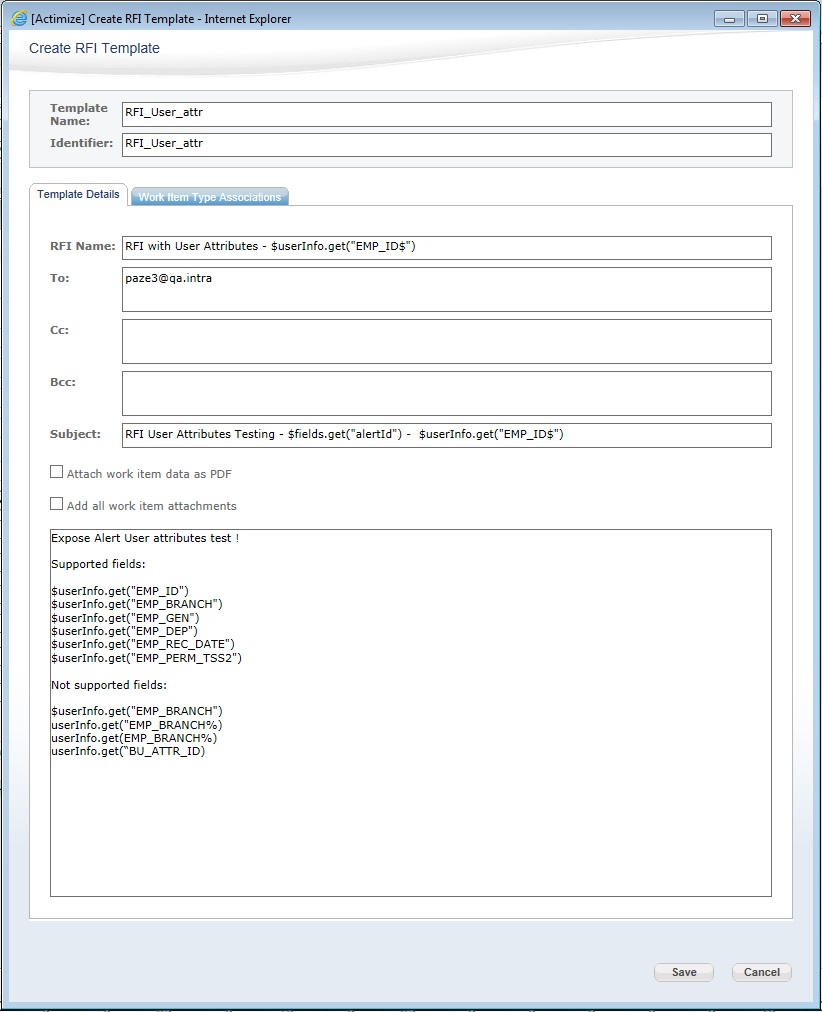 [Actimize] Create RFI Template - Internet Explorer
Create RFI Template
Template
Name:
RFI_User_attr
Identifier:
RFI_User_attr
Template Details
Work Item Type Associations
RFI Name:
RFI with User Attributes - $userInfo.get("EMP_ID$")
To:
paze3@qa.intra
Cc:
Bcc:
Subject:
RFI User Attributes Testing - $fields.get("alertId") -  $userInfo.get("EMP_ID$")
Attach work item data as PDF
Add all work item attachments
Expose Alert User attributes test !
Supported fields:
$userInfo.get("EMP_ID")
$userInfo.get("EMP_BRANCH")
$userInfo.get("EMP_GEN")
$userInfo.get("EMP_DEP")
$userInfo.get("EMP_REC_DATE")
$userInfo.get("EMP_PERM_TSS2")
Not supported fields:
$userInfo.get("EMP_BRANCH")
userInfo.get("EMP_BRANCH%)
userInfo.get(EMP_BRANCH%)
userInfo.get(“BU_ATTR_ID)
Save
Cancel